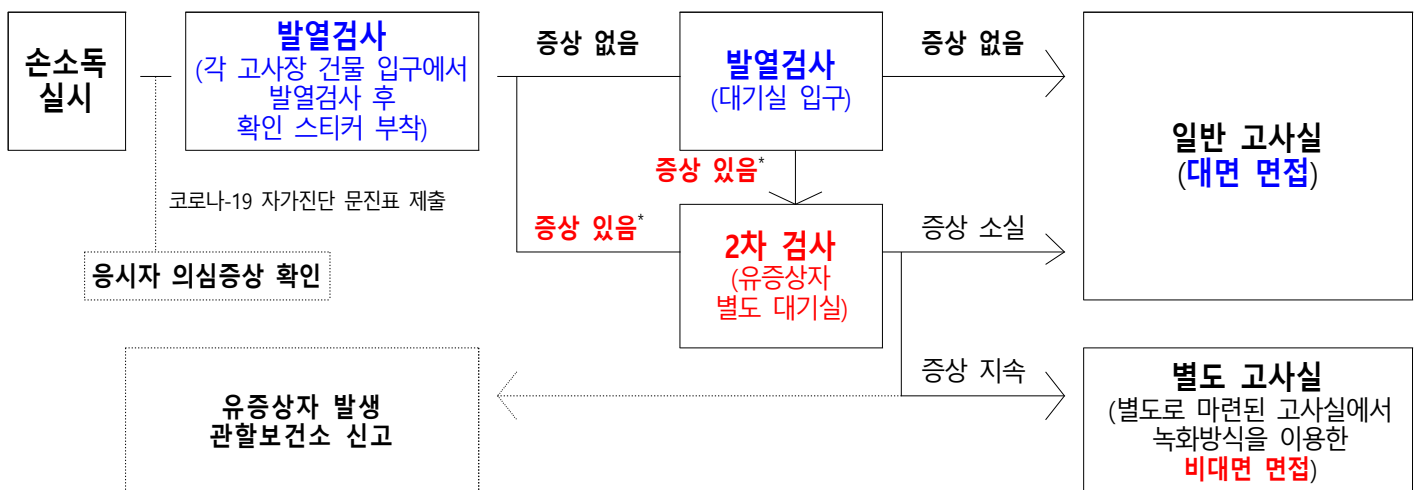 손소독
실시
발열검사
(각 고사장 건물 입구에서
발열검사 후
확인 스티커 부착)
증상 없음
발열검사
(대기실 입구)
증상 없음
일반 고사실
(대면 면접)
증상 있음*
코로나-19 자가진단 문진표 제출
증상 있음*
2차 검사
(유증상자
별도 대기실)
증상 소실
응시자 의심증상 확인
증상 지속
별도 고사실
(별도로 마련된 고사실에서
녹화방식을 이용한
비대면 면접)
유증상자 발생
관할보건소 신고